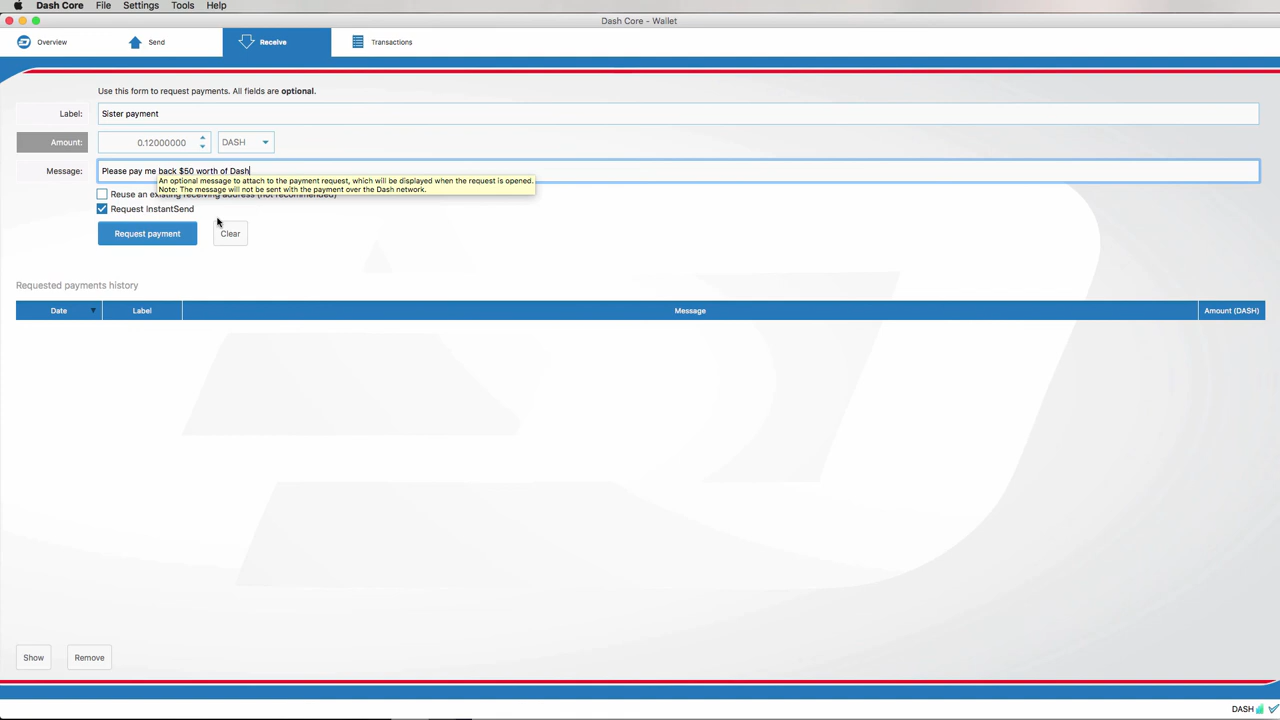 Dash Core File Settings Tools Help
Dash Core - Wallet
Overview Send Receive Transactions
Use this form to request payments. All fields are optional.
Label: Sister payment
Amount: 0.12000000 DASH
Message: Please pay me back $50 worth of Dash
An optional message to attach to the payment request, which will be displayed when the request is opened.
Note: The message will not be sent with the payment over the Dash network.
Reuse an existing receiving address (not recommended)
Request InstantSend
Request payment Clear
Requested payments history
Date Label Message Amount (DASH)
Show Remove
DASH